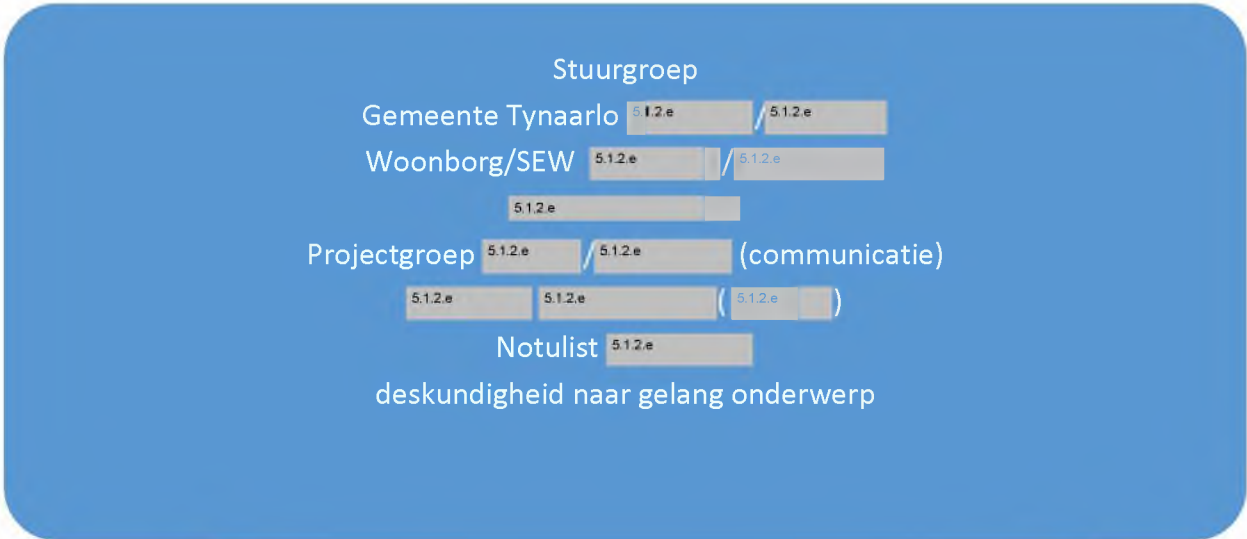 Stuurgroep
Gemeente Tynaarlo 5.1.2.e / 5.1.2.e
Woonborg/SEW 5.1.2.e / 5.1.2.e
5.1.2.e
Projectgroep 5.1.2.e / 5.1.2.e (communicatie)
5.1.2.e 5.1.2.e ( 5.1.2.e )
Notulist 5.1.2.e
deskundigheid naar gelang onderwerp